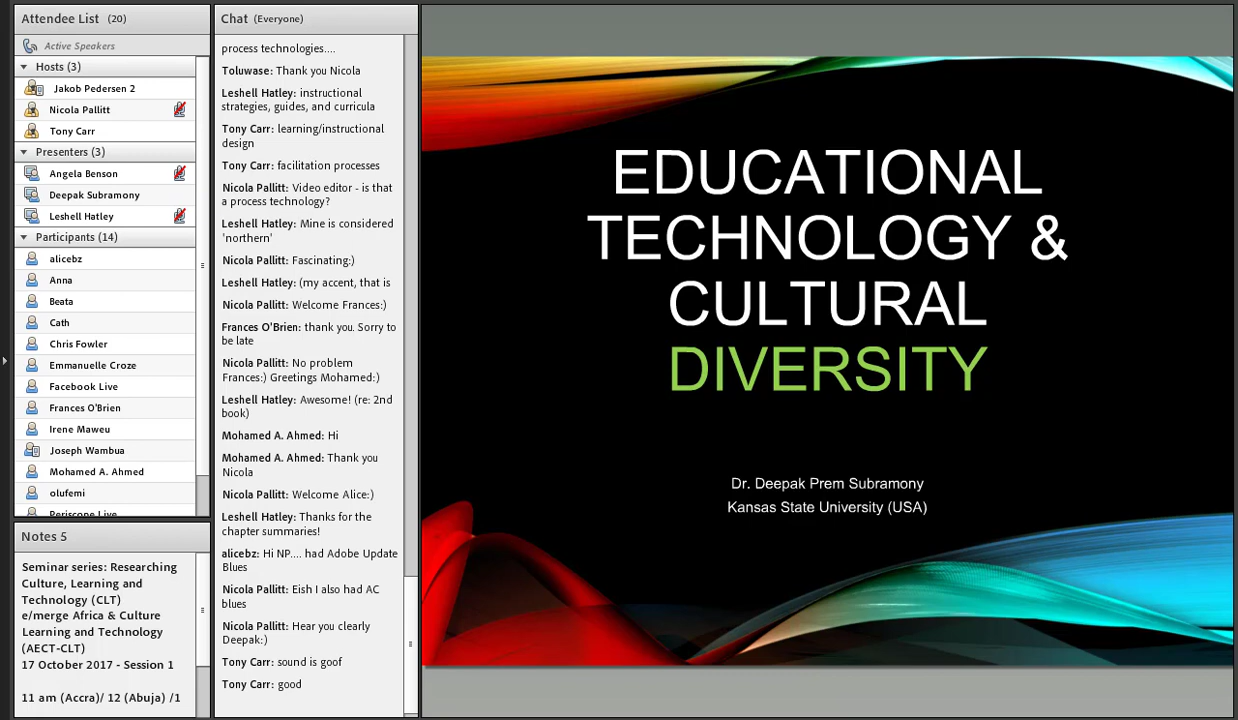 Attendee List (20)
Active Speakers
Hosts (3)
Jakob Pedersen 2
Nicola Pallitt
Tony Carr
Presenters (3)
Angela Benson
Deepak Subramony
Leshell Hatley
Participants (14)
alicebz
Anna
Beata
Cath
Chris Fowler
Emmanuelle Croze
Facebook Live
Frances O'Brien
Irene Maweu
Joseph Wambua
Mohamed A. Ahmed
olufemi
Periscope Live
Notes 5
Seminar series: Researching
Culture, Learning and
Technology (CLT)
e/merge Africa & Culture
Learning and Technology
(AECT-CLT)
17 October 2017 - Session 1
11 am (Accra)/ 12 (Abuja) /1
Chat (Everyone)
process technologies....
Toluwase: Thank you Nicola
Leshell Hatley: instructional
strategies, guides, and curricula
Tony Carr: learning/instructional
design
Tony Carr: facilitation processes
Nicola Pallitt: Video editor - is that
a process technology?
Leshell Hatley: Mine is considered
'northern'
Nicola Pallitt: Fascinating:)
Leshell Hatley: (my accent, that is
Nicola Pallitt: Welcome Frances:)
Frances O'Brien: thank you. Sorry to
be late
Nicola Pallitt: No problem
Frances:) Greetings Mohamed:)
Leshell Hatley: Awesome! (re: 2nd
book)
Mohamed A. Ahmed: Hi
Mohamed A. Ahmed: Thank you
Nicola
Nicola Pallitt: Welcome Alice:)
Leshell Hatley: Thanks for the
chapter summaries!
alicebz: Hi NP.... had Adobe Update
Blues
Nicola Pallitt: Eish I also had AC
blues
Nicola Pallitt: Hear you clearly
Deepak:)
Tony Carr: sound is goof
Tony Carr: good
EDUCATIONAL
TECHNOLOGY &
CULTURAL
DIVERSITY
Dr. Deepak Prem Subramony
Kansas State University (USA)